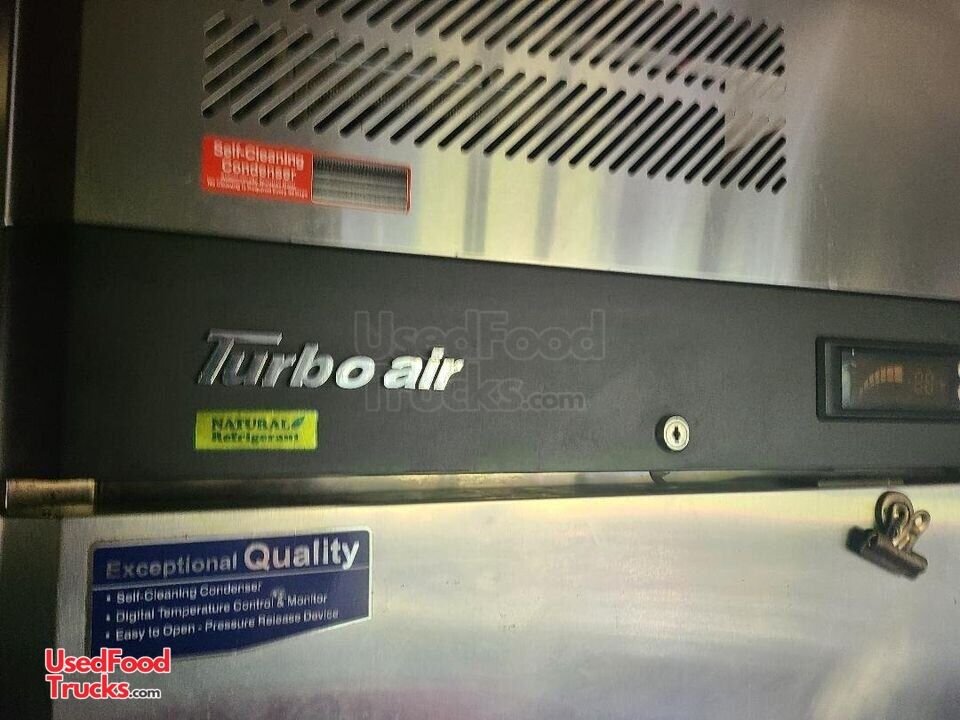 Self-Cleaning
Condenser
Turbo air
UsedFood
Trucks.com
NATURAL
Refrigerant
Exceptional Quality
• Self-Cleaning Condenser
• Digital Temperature Control & Monitor
• Easy to Open - Pressure Release Device
UsedFood
Trucks.com